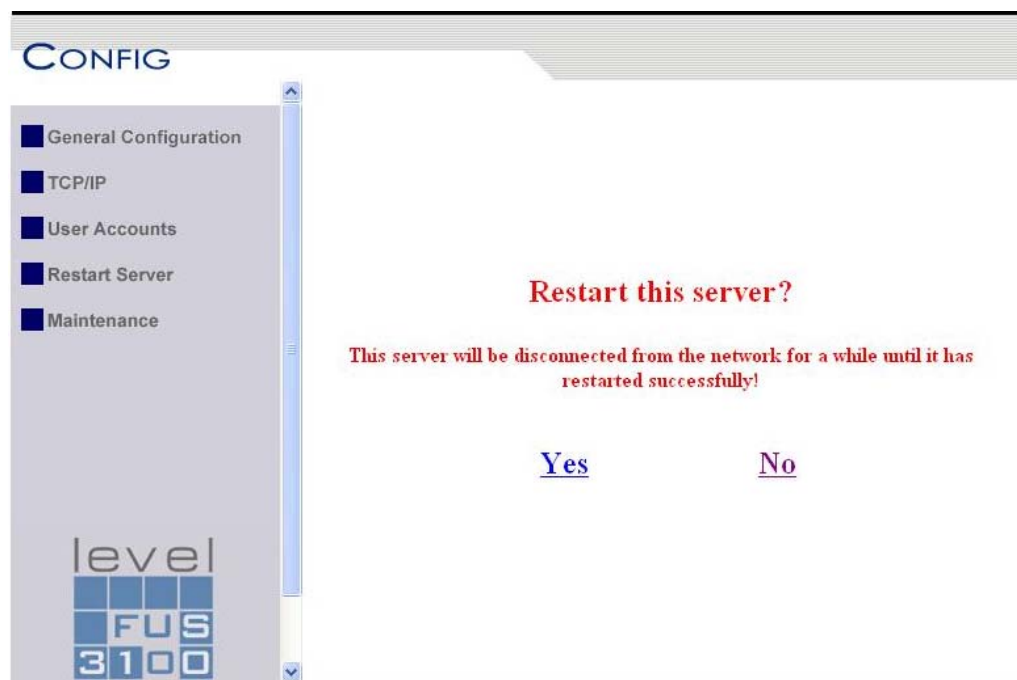 CONFIG
General Configuration
TCP/IP
User Accounts
Restart Server
Maintenance
Restart this server?
This server will be disconnected from the network for a while until it has
restarted successfully!
Yes No
level
FUS
3100